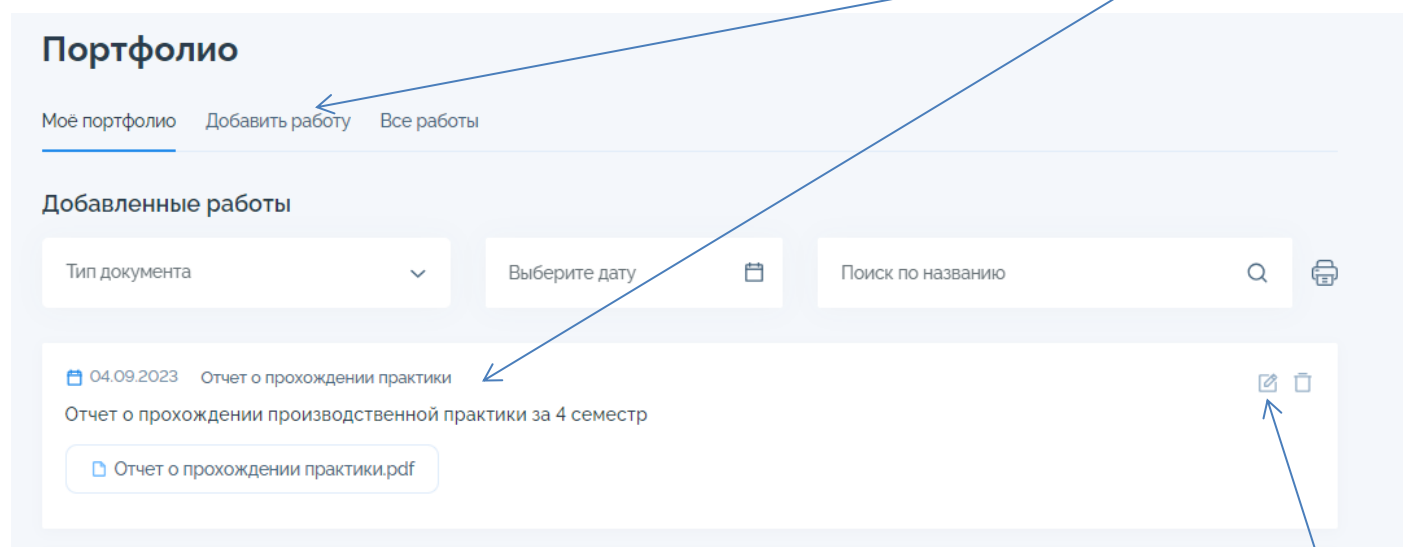 Портфолио
Моё портфолио Добавить работу Все работы
Добавленные работы
Тип документа Выберите дату Поиск по названию
04.09.2023 Отчет о прохождении практики
Отчет о прохождении производственной практики за 4 семестр
Отчет о прохождении практики.pdf